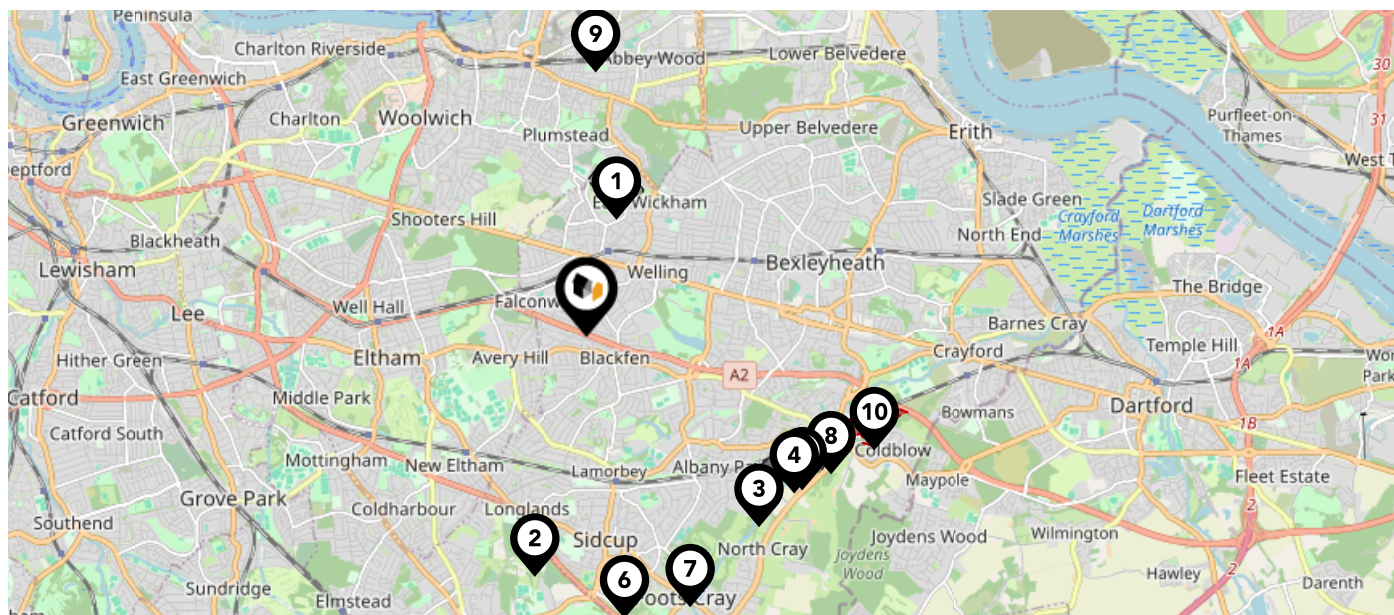 Peninsula
9
Charlton Riverside
Abbey Wood
Lower Belvedere
30
East Greenwich
Greenwich
Charlton
Woolwich
Plumstead
Upper Belvedere
Erith
Purfleet-on-
Thames
31
West T
eptford
1
Wickham
Slade Green
Shooters Hill
Crayford
Marshes
Dartford
Marshes
North End
Blackheath
Lewisham
Welling
Bexleyheath
Falconw
The Bridge
Well Hall
Lee
Barnes Cray
1A
Hither Green
Eltham
Avery Hill
Blackfen
Crayford
Temple Hill
1A
Wor
Park
A2
Catford
Middle Park
10
Bowmans
Dartford
1B
Catford South
8
4
Coldblow
Mottingham
New Eltham
Lamorbey
Albany P
Maypole
Fleet Estate
3
Grove Park
Coldharbour
Longlands
2
Southend
2
Sidcup
North Cray
Joydens Wood
Wilmington
Joydens
Wood
7
6
2
Sundridge
Elmstead
oots Cray
Hawley
Darenth